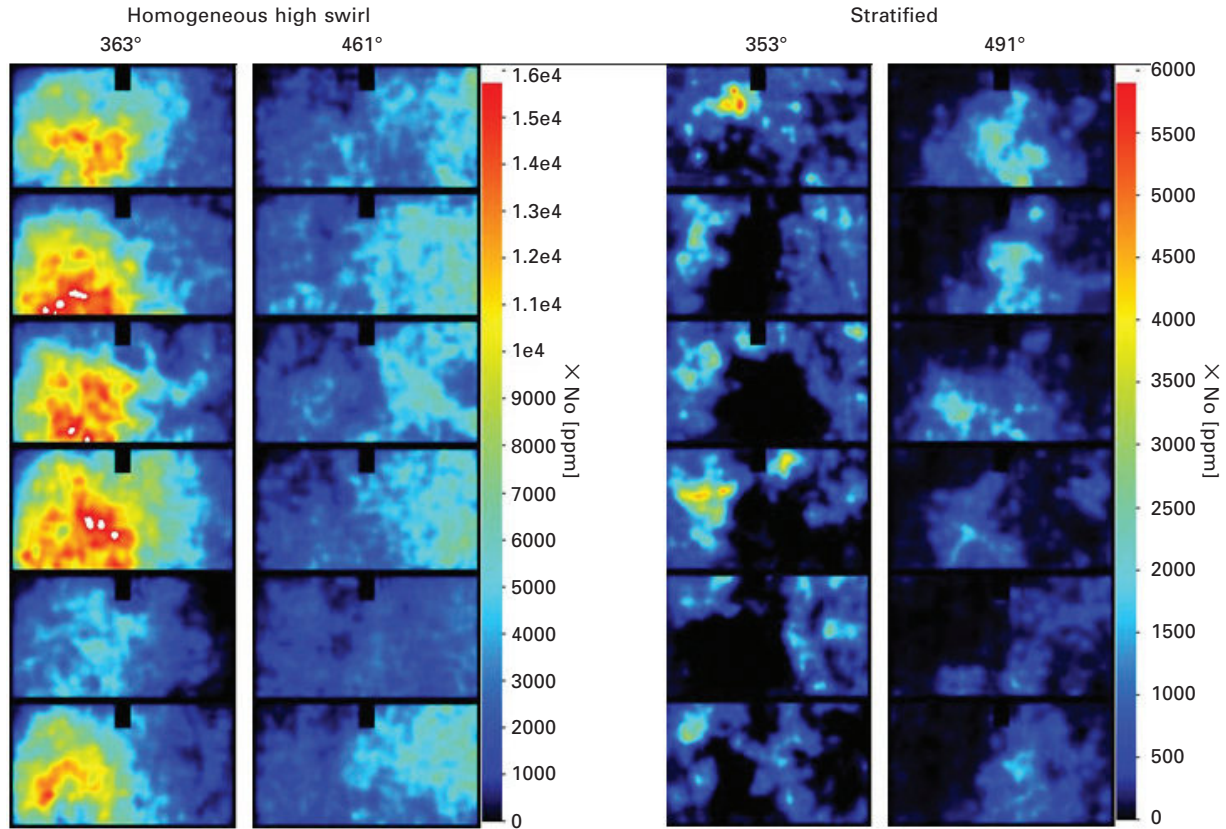 Homogeneous high swirl
363° 461°
1.6e4
1.5e4
1.4e4
1.3e4
1.2e4
1.1e4
1e4
9000
8000
7000
6000
5000
4000
3000
2000
1000
0
X No [ppm]
Stratified
353° 491°
6000
5500
5000
4500
4000
3500
3000
2500
2000
1500
1000
500
0
X No [ppm]